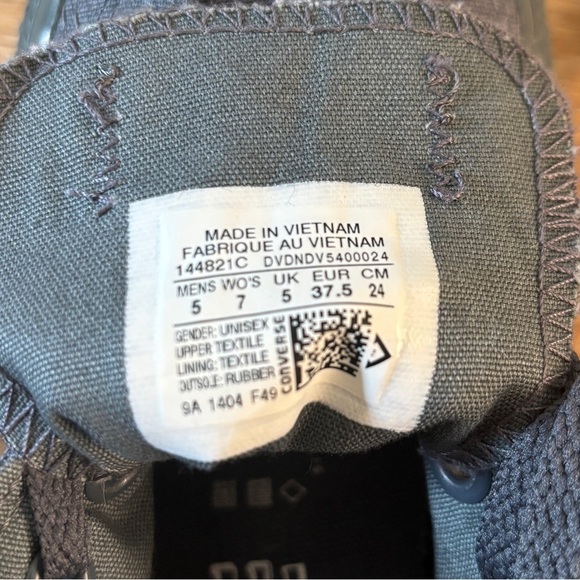 MADE IN VIETNAM
FABRIQUE AU VIETNAM
144821C DVDNDV5400024
MENS WO'S UK EUR CM
5 7 5 37.5 24
GENDER: UNISEX
UPPER TEXTILE
LINING: TEXTILE
OUTSOLE: RUBBER
CONVERSE
9A 1404 F49